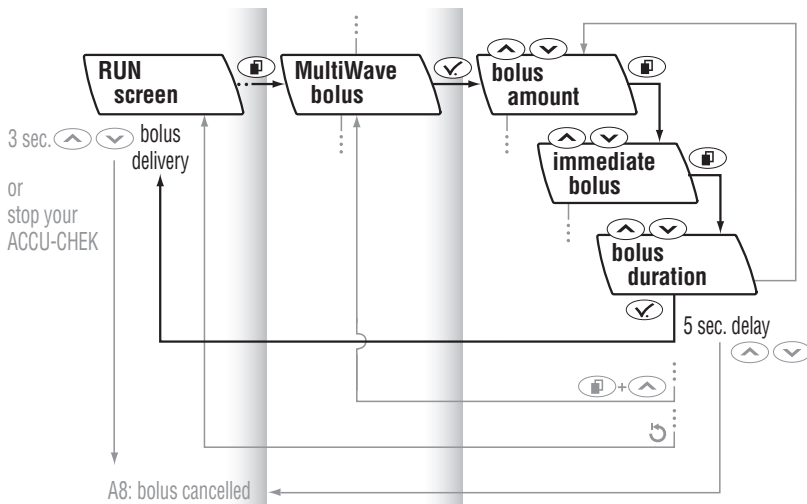 RUN
screen
MultiWave
bolus
bolus
amount
3 sec.
bolus
delivery
immediate
bolus
or
stop your
ACCU-CHEK
bolus
duration
5 sec. delay
+
A8: bolus cancelled